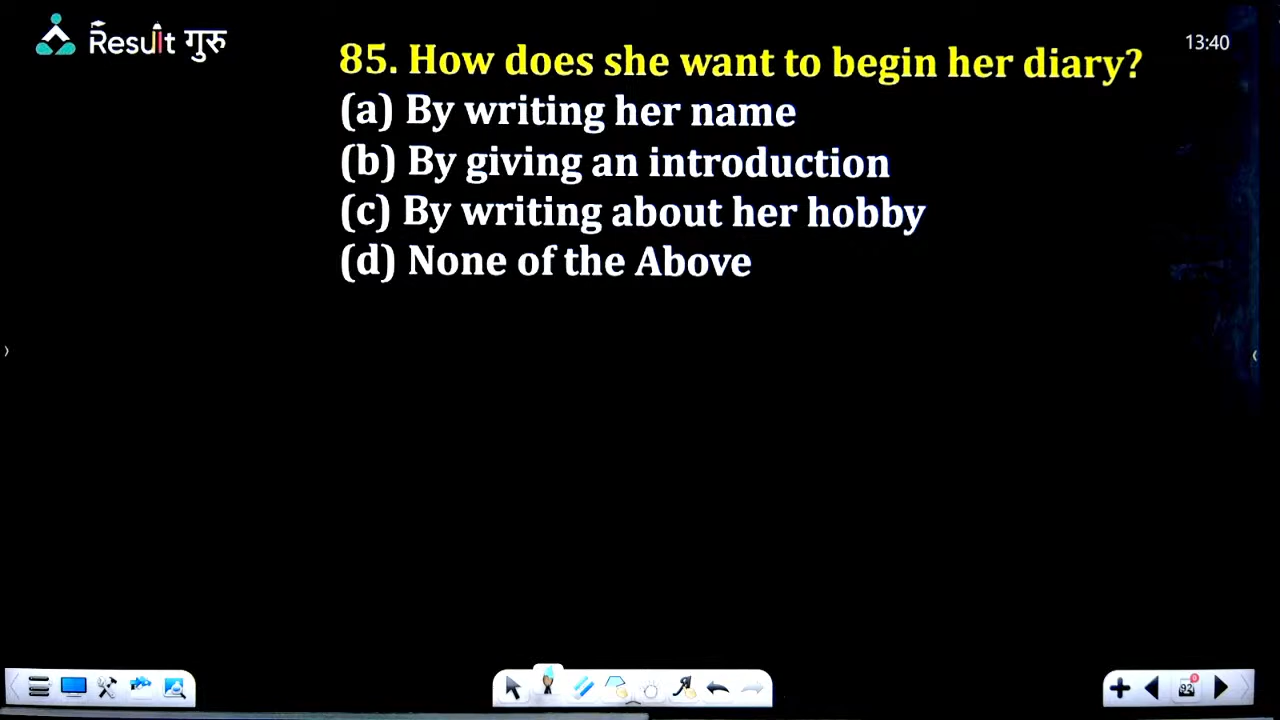 Result गुरु
13:40
85. How does she want to begin her diary?
(a) By writing her name
(b) By giving an introduction
(c) By writing about her hobby
(d) None of the Above
92